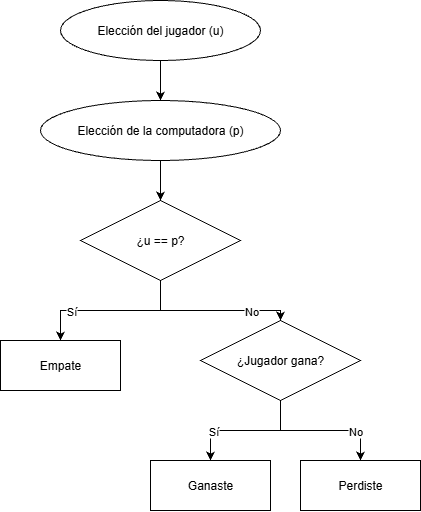 Elección del jugador (u)
Elección de la computadora (p)
¿u == p?
Sí
No
Empate
¿Jugador gana?
Sí
No
Ganaste
Perdiste